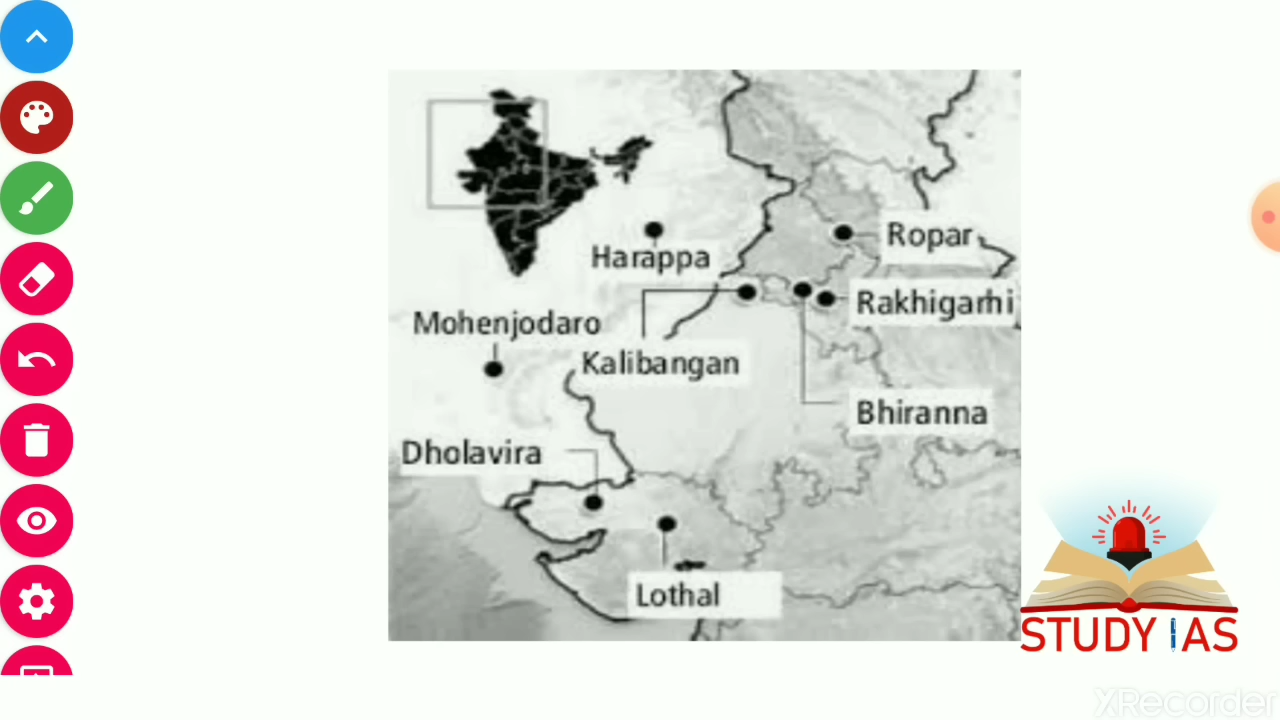 Ropar
Harappa
Rakhigarhi
Mohenjodaro
Kalibangan
Bhiranna
Dholavira
Lothal
STUDY IAS
XRecorder